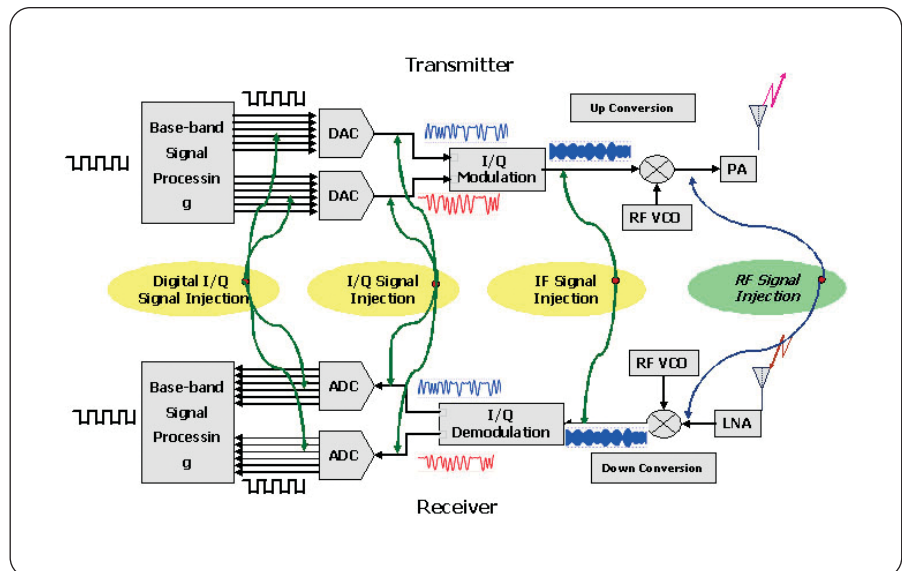 Transmitter
Up Conversion
Base-band
Signal
Processin
g
DAC
DAC
I/Q
Modulation
PA
RF VCO
Digital I/Q
Signal Injection
I/Q Signal
Injection
IF Signal
Injection
RF Signal
Injection
Base-band
Signal
Processin
g
ADC
ADC
I/Q
Demodulation
RF VCO
LNA
Down Conversion
Receiver